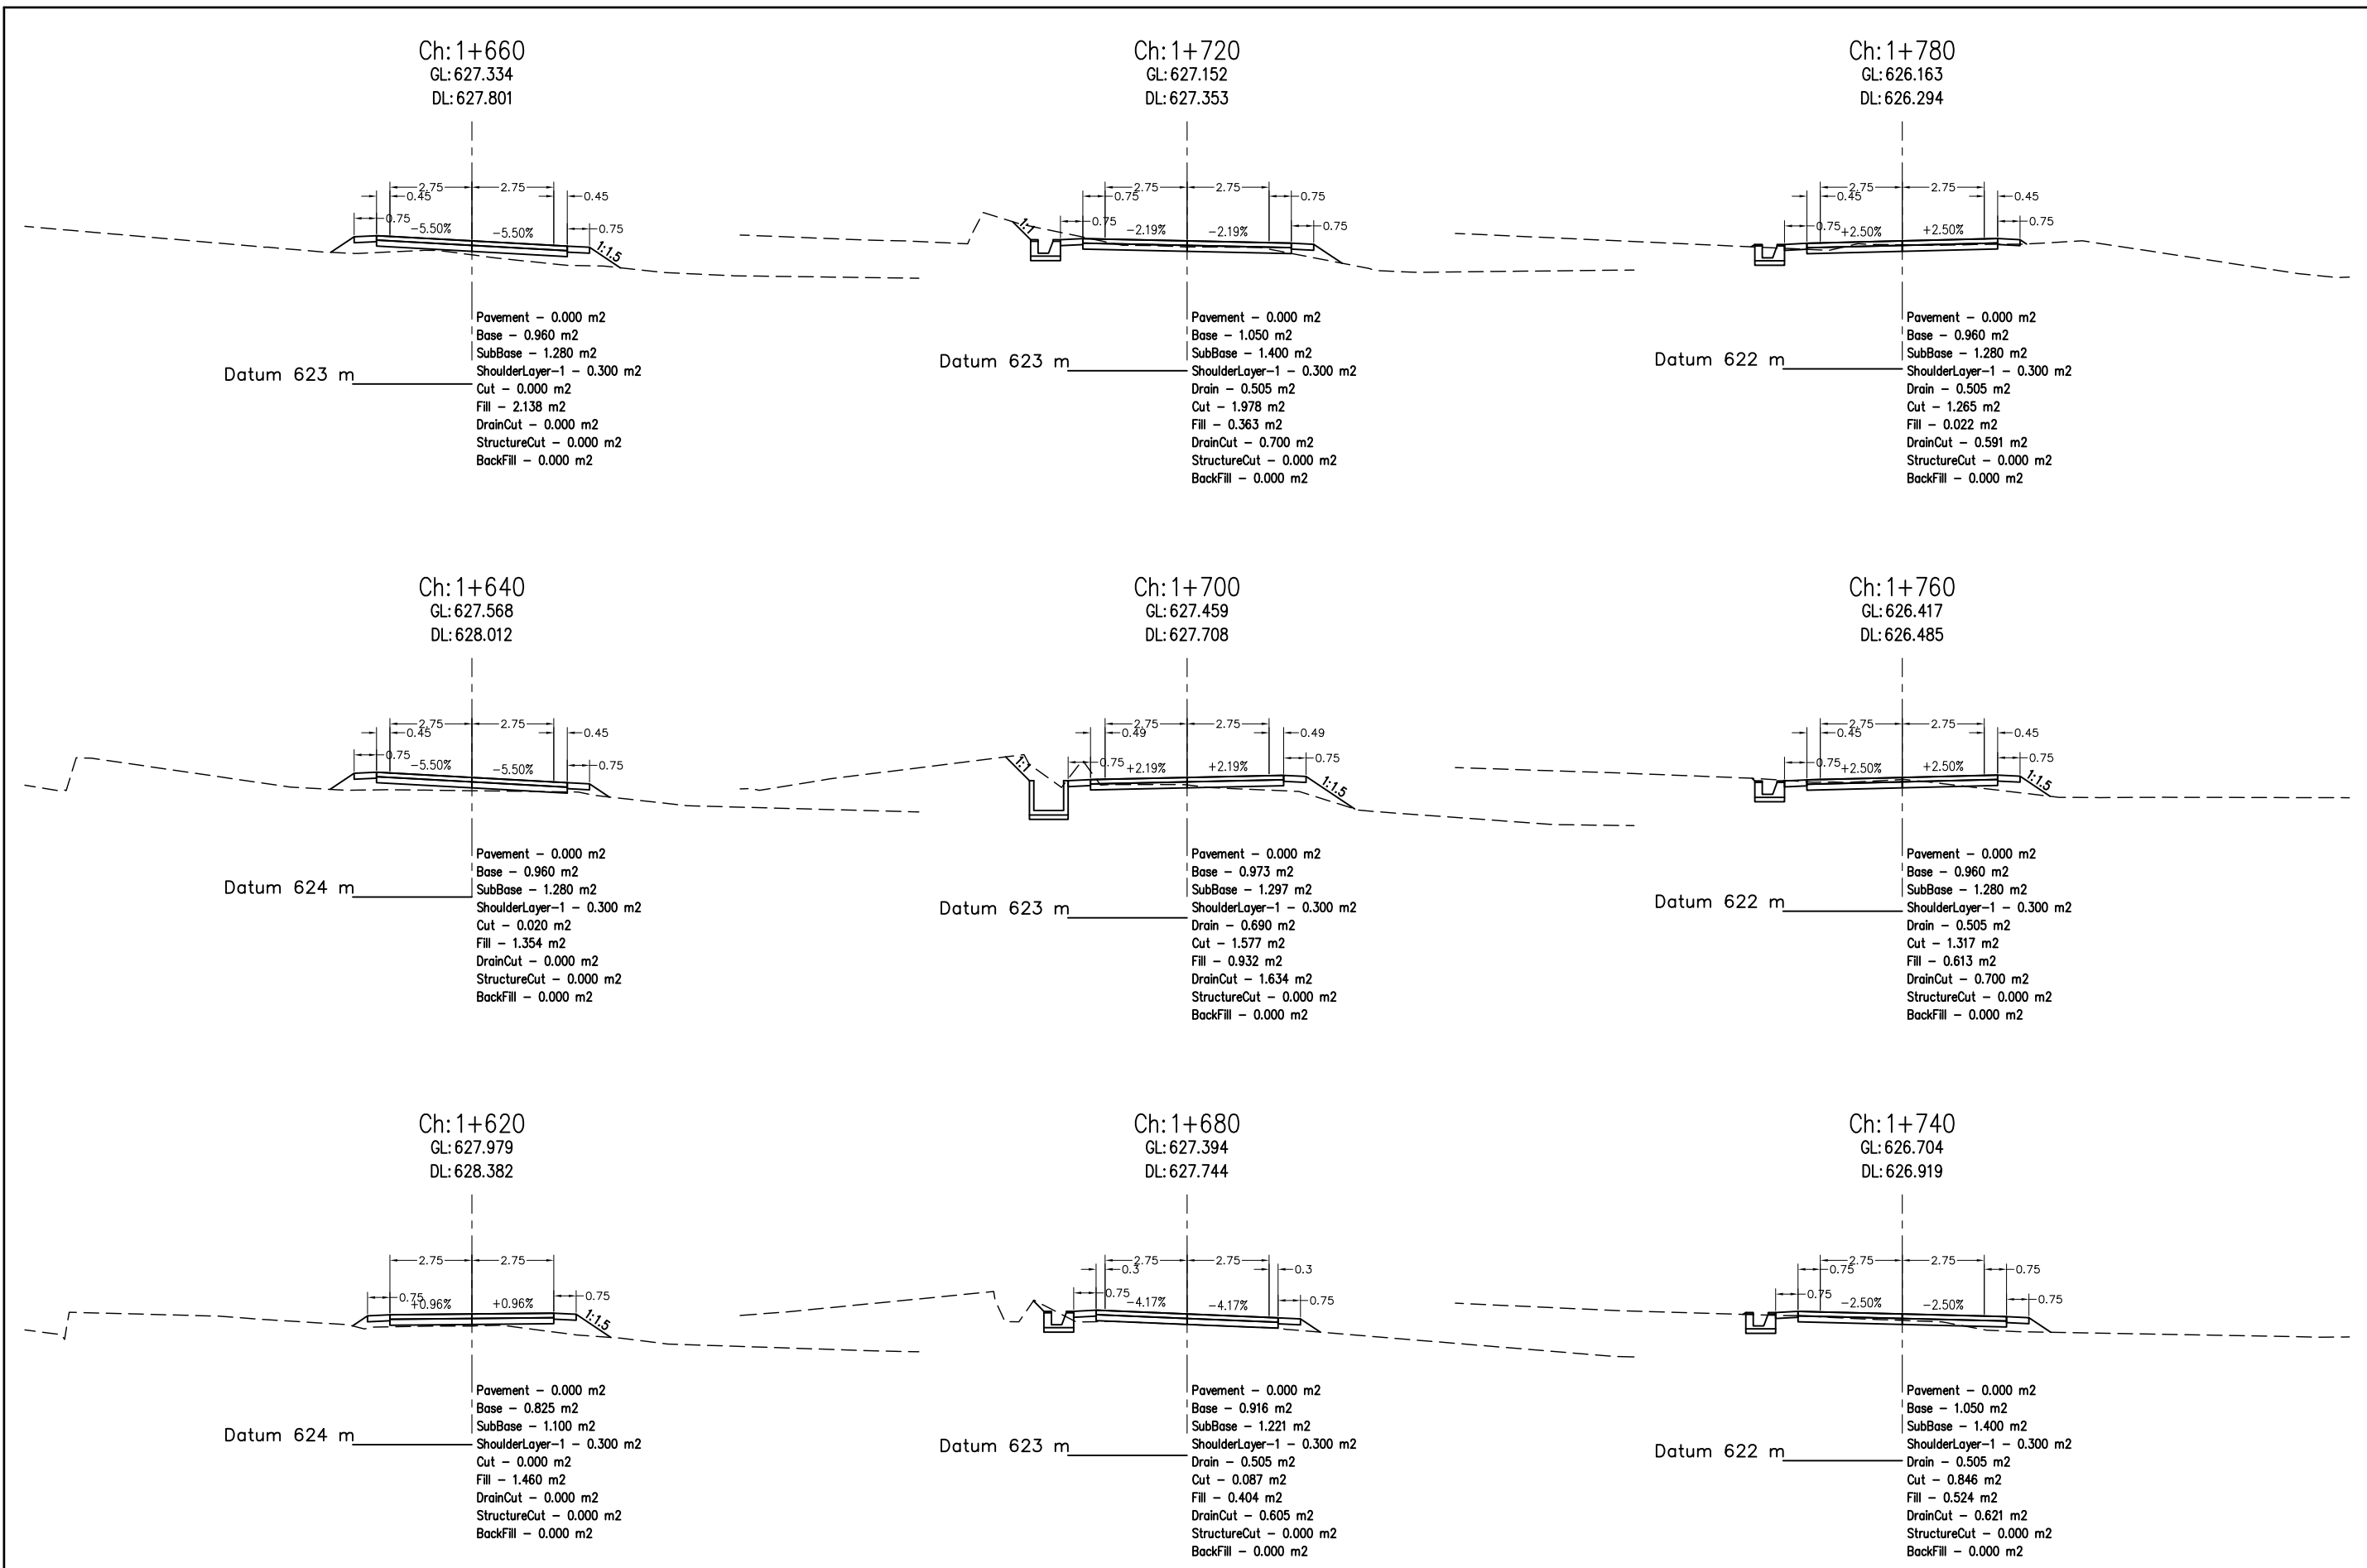 Ch:1+660
GL:627.334
DL:627.801
2.75
2.75
0.45
0.45
0.75
0.75
-5.50%
-5.50%
1:1.5
Datum 623 m
Pavement - 0.000 m2
Base - 0.960 m2
SubBase - 1.280 m2
ShoulderLayer-1 - 0.300 m2
Cut - 0.000 m2
Fill - 2.138 m2
DrainCut - 0.000 m2
StructureCut - 0.000 m2
BackFill - 0.000 m2
Ch:1+720
GL:627.152
DL:627.353
2.75
2.75
0.75
0.75
0.75
0.75
-2.19%
-2.19%
1:1
Datum 623 m
Pavement - 0.000 m2
Base - 1.050 m2
SubBase - 1.400 m2
ShoulderLayer-1 - 0.300 m2
Drain - 0.505 m2
Cut - 1.978 m2
Fill - 0.363 m2
DrainCut - 0.700 m2
StructureCut - 0.000 m2
BackFill - 0.000 m2
Ch:1+780
GL:626.163
DL:626.294
2.75
2.75
0.45
0.45
0.75
0.75
+2.50%
+2.50%
Datum 622 m
Pavement - 0.000 m2
Base - 0.960 m2
SubBase - 1.280 m2
ShoulderLayer-1 - 0.300 m2
Drain - 0.505 m2
Cut - 1.265 m2
Fill - 0.022 m2
DrainCut - 0.591 m2
StructureCut - 0.000 m2
BackFill - 0.000 m2
Ch:1+640
GL:627.568
DL:628.012
2.75
2.75
0.45
0.45
0.75
0.75
-5.50%
-5.50%
Datum 624 m
Pavement - 0.000 m2
Base - 0.960 m2
SubBase - 1.280 m2
ShoulderLayer-1 - 0.300 m2
Cut - 0.020 m2
Fill - 1.354 m2
DrainCut - 0.000 m2
StructureCut - 0.000 m2
BackFill - 0.000 m2
Ch:1+700
GL:627.459
DL:627.708
2.75
2.75
0.49
0.49
0.75
0.75
+2.19%
+2.19%
1:1
1:1.5
Datum 623 m
Pavement - 0.000 m2
Base - 0.973 m2
SubBase - 1.297 m2
ShoulderLayer-1 - 0.300 m2
Drain - 0.690 m2
Cut - 1.577 m2
Fill - 0.932 m2
DrainCut - 1.634 m2
StructureCut - 0.000 m2
BackFill - 0.000 m2
Ch:1+760
GL:626.417
DL:626.485
2.75
2.75
0.45
0.45
0.75
0.75
+2.50%
+2.50%
1:1.5
Datum 622 m
Pavement - 0.000 m2
Base - 0.960 m2
SubBase - 1.280 m2
ShoulderLayer-1 - 0.300 m2
Drain - 0.505 m2
Cut - 1.317 m2
Fill - 0.613 m2
DrainCut - 0.700 m2
StructureCut - 0.000 m2
BackFill - 0.000 m2
Ch:1+620
GL:627.979
DL:628.382
2.75
2.75
0.75
0.75
+0.96%
+0.96%
1:1.5
Datum 624 m
Pavement - 0.000 m2
Base - 0.825 m2
SubBase - 1.100 m2
ShoulderLayer-1 - 0.300 m2
Cut - 0.000 m2
Fill - 1.460 m2
DrainCut - 0.000 m2
StructureCut - 0.000 m2
BackFill - 0.000 m2
Ch:1+680
GL:627.394
DL:627.744
2.75
2.75
0.3
0.3
0.75
0.75
-4.17%
-4.17%
Datum 623 m
Pavement - 0.000 m2
Base - 0.916 m2
SubBase - 1.221 m2
ShoulderLayer-1 - 0.300 m2
Drain - 0.505 m2
Cut - 0.087 m2
Fill - 0.404 m2
DrainCut - 0.605 m2
StructureCut - 0.000 m2
BackFill - 0.000 m2
Ch:1+740
GL:626.704
DL:626.919
2.75
2.75
0.75
0.75
0.75
0.75
-2.50%
-2.50%
Datum 622 m
Pavement - 0.000 m2
Base - 1.050 m2
SubBase - 1.400 m2
ShoulderLayer-1 - 0.300 m2
Drain - 0.505 m2
Cut - 0.846 m2
Fill - 0.524 m2
DrainCut - 0.621 m2
StructureCut - 0.000 m2
BackFill - 0.000 m2